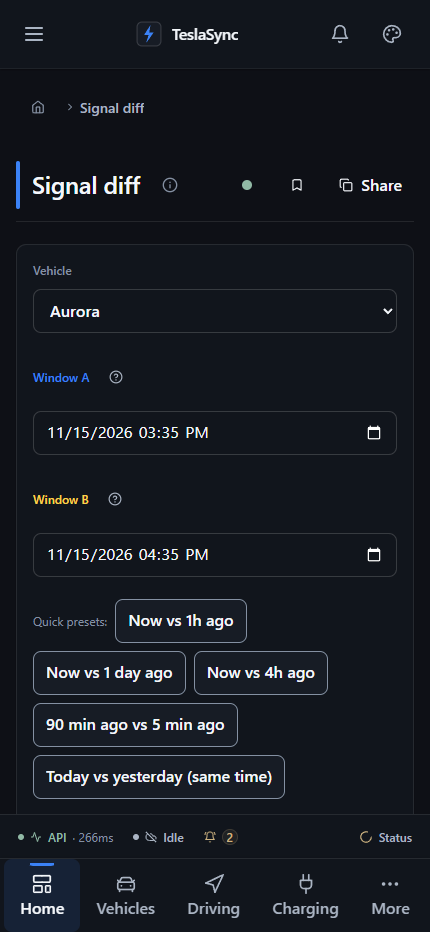 TeslaSync
Signal diff
Signal diff
Share
Vehicle
Aurora
Window A
11/15/2026 03:35 PM
Window B
11/15/2026 04:35 PM
Quick presets: Now vs 1h ago
Now vs 1 day ago Now vs 4h ago
90 min ago vs 5 min ago
Today vs yesterday (same time)
API · 266ms Idle 2 Status
Home Vehicles Driving Charging More